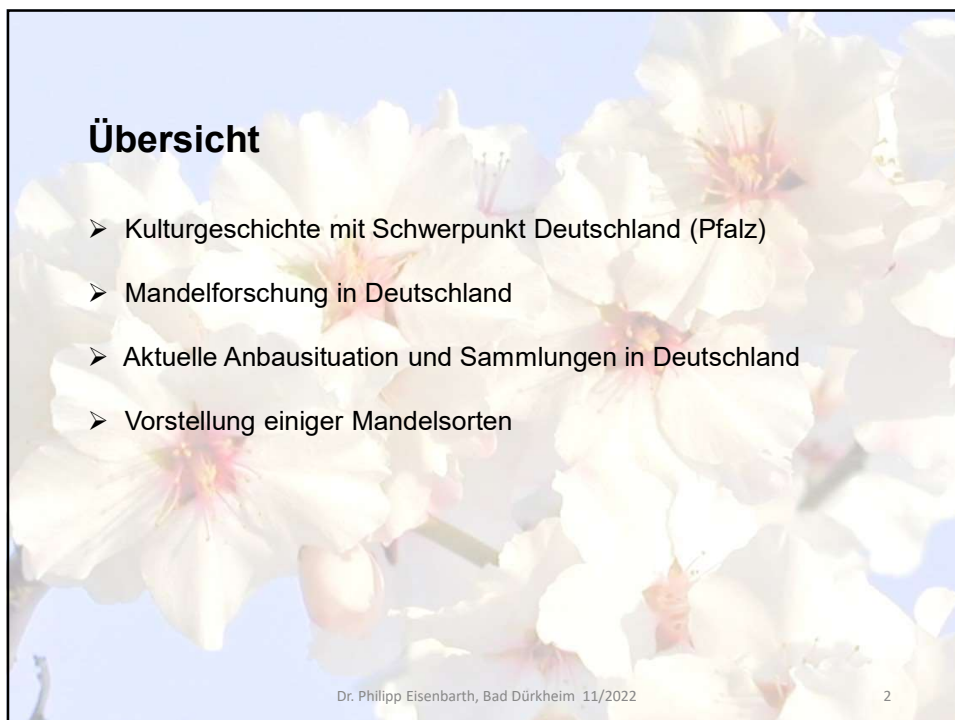 Übersicht
➢ Kulturgeschichte mit Schwerpunkt Deutschland (Pfalz)
➢ Mandelforschung in Deutschland
➢ Aktuelle Anbausituation und Sammlungen in Deutschland
➢ Vorstellung einiger Mandelsorten
Dr. Philipp Eisenbarth, Bad Dürkheim 11/2022 2